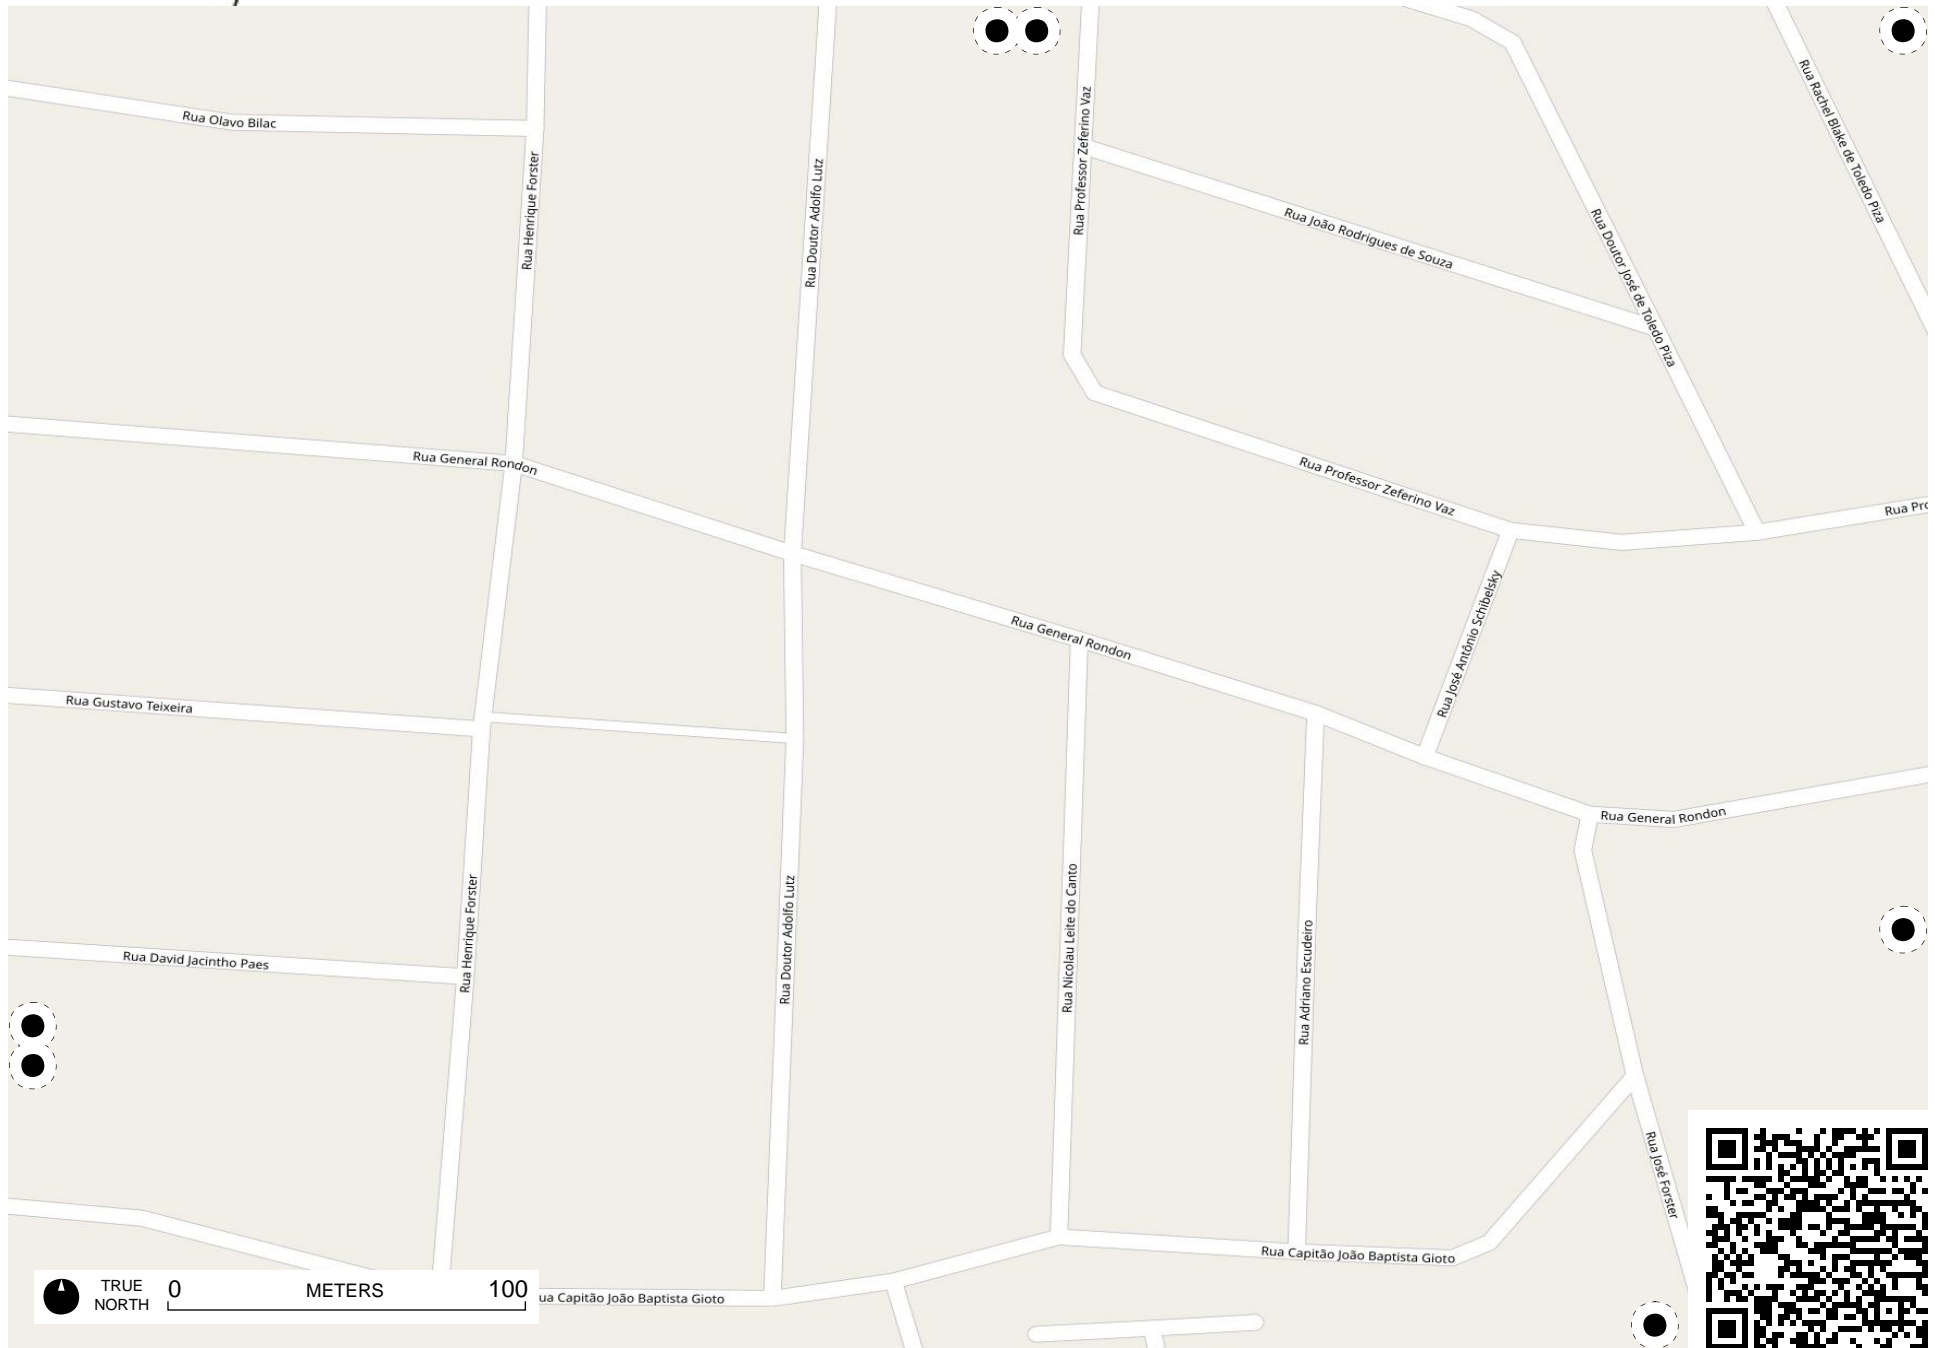 Rua Olavo Bilac
Rua Henrique Forster
Rua Doutor Adolfo Lutz
Rua Professor Zeferino Vaz
Rua João Rodrigues de Souza
Rua Doutor José de Toledo Piza
Rua Rachel Blake de Toledo Piza
Rua General Rondon
Rua Professor Zeferino Vaz
Rua Pro
Rua José Antônio Schibelsky
Rua General Rondon
Rua Gustavo Teixeira
Rua General Rondon
Rua Henrique Forster
Rua Doutor Adolfo Lutz
Rua Nicolau Leite do Canto
Rua Adriano Escudeiro
Rua David Jacintho Paes
Rua José Forster
Rua Capitão João Baptista Gioto
ua Capitão João Baptista Gioto
TRUE
NORTH
0 METERS 100